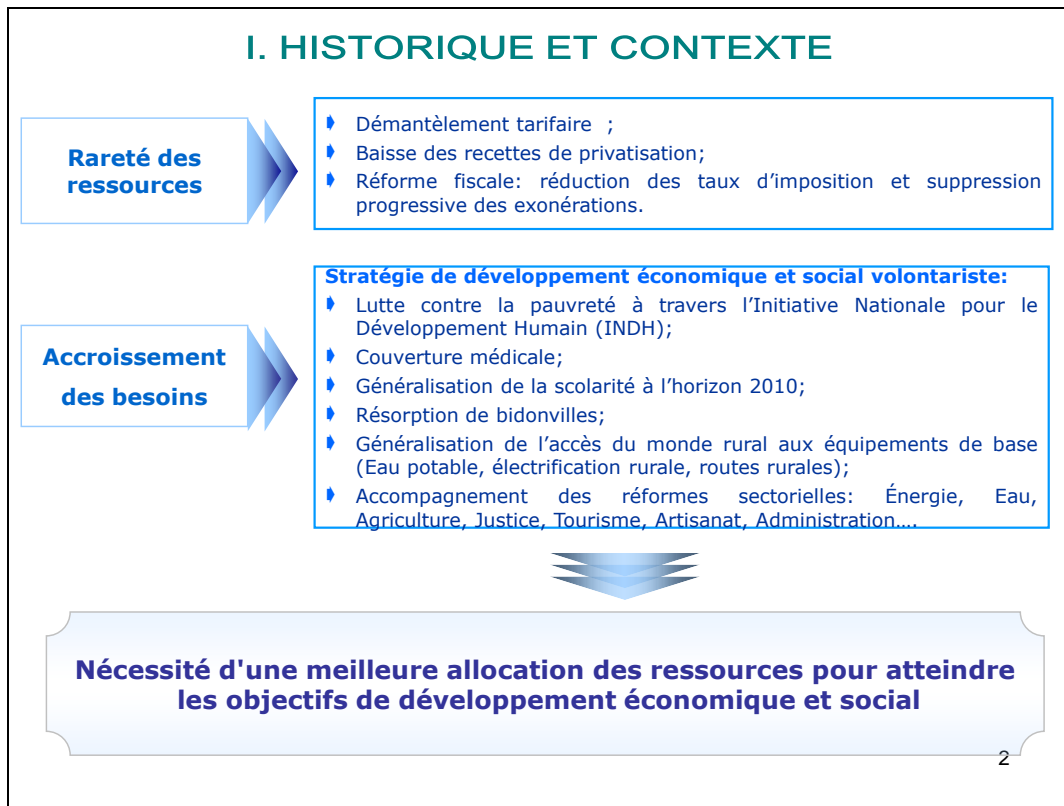 I. HISTORIQUE ET CONTEXTE
Rareté des
ressources
Démantèlement tarifaire ;
Baisse des recettes de privatisation;
Réforme fiscale: réduction des taux d'imposition et suppression
progressive des exonérations.
Accroissement
des besoins
Stratégie de développement économique et social volontariste:
Lutte contre la pauvreté à travers l'Initiative Nationale pour le
Développement Humain (INDH);
Couverture médicale;
Généralisation de la scolarité à l'horizon 2010;
Résorption de bidonvilles;
Généralisation de l'accès du monde rural aux équipements de base
(Eau potable, électrification rurale, routes rurales);
Accompagnement des réformes sectorielles: Énergie, Eau,
Agriculture, Justice, Tourisme, Artisanat, Administration….
Nécessité d'une meilleure allocation des ressources pour atteindre
les objectifs de développement économique et social
2